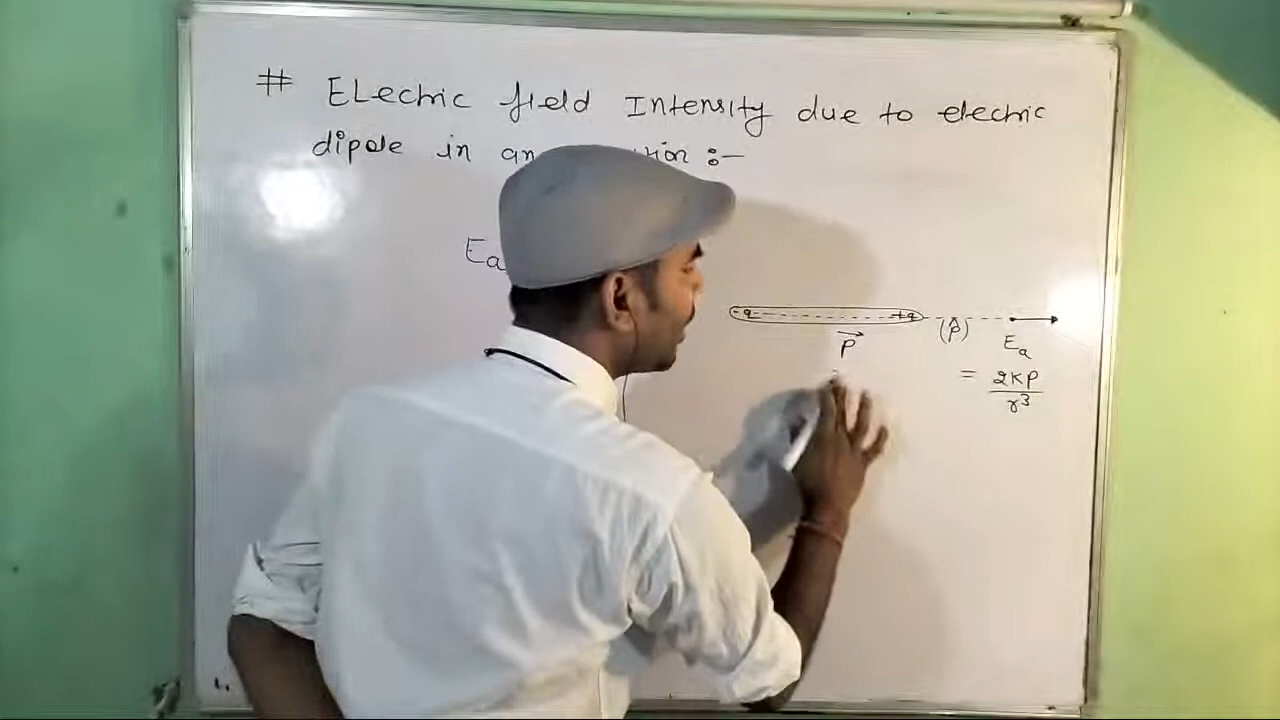 # Electric field Intensity due to electric
dipole in an :-
Ea
-q +q
(p̂)
→
P
Ea
= 2KP
r³